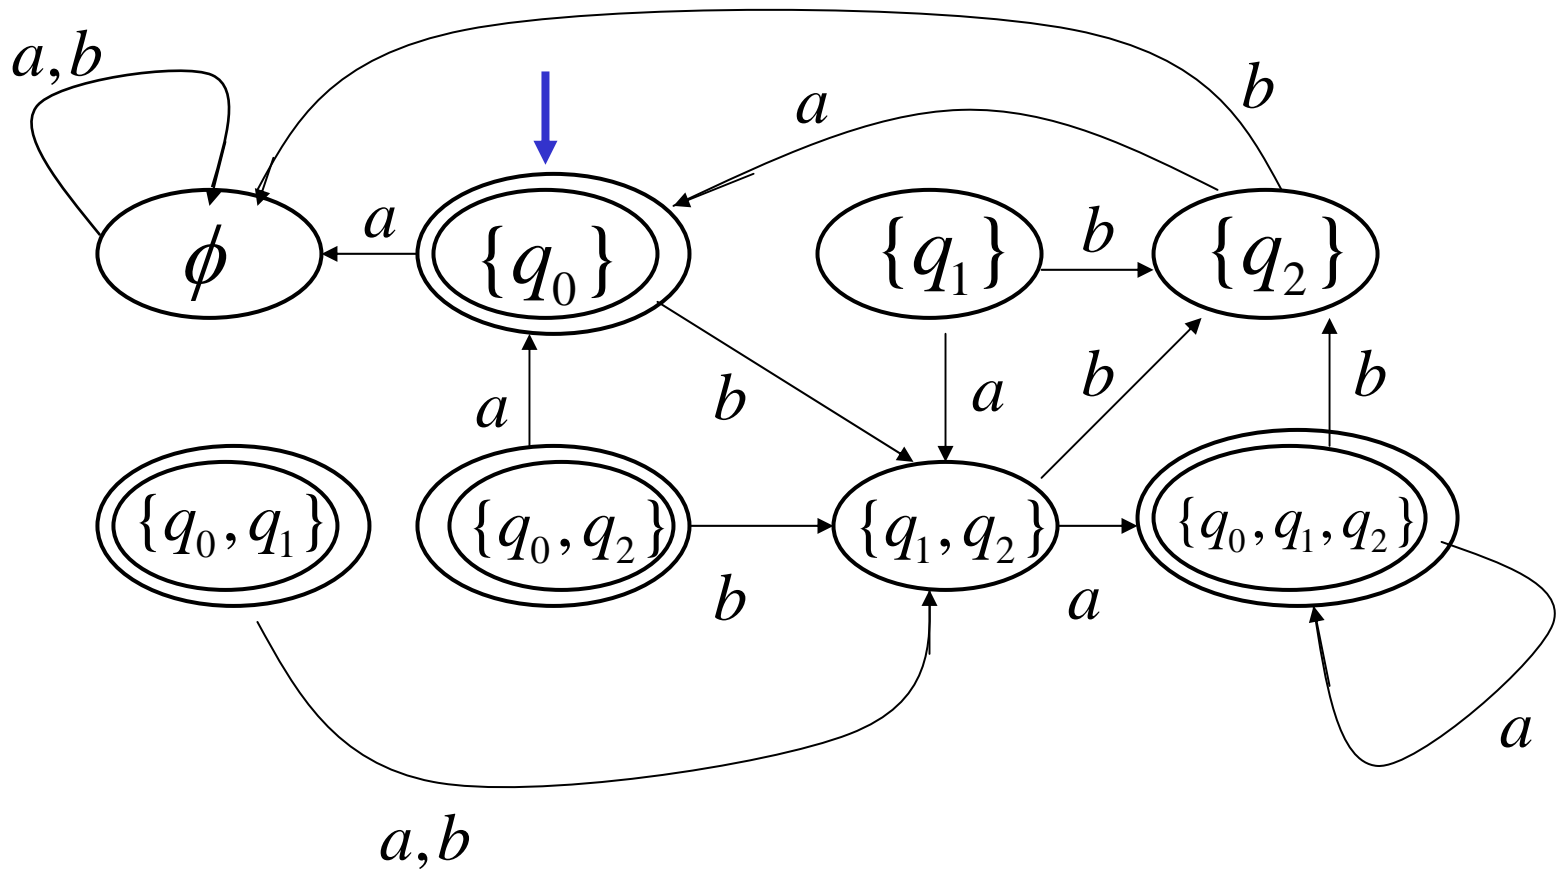 a,b
b
a
ϕ
a
{q₀}
{q₁}
b
{q₂}
a
b
a
b
b
{q₀,q₁}
{q₀,q₂}
{q₁,q₂}
{q₀,q₁,q₂}
b
a
a
a,b